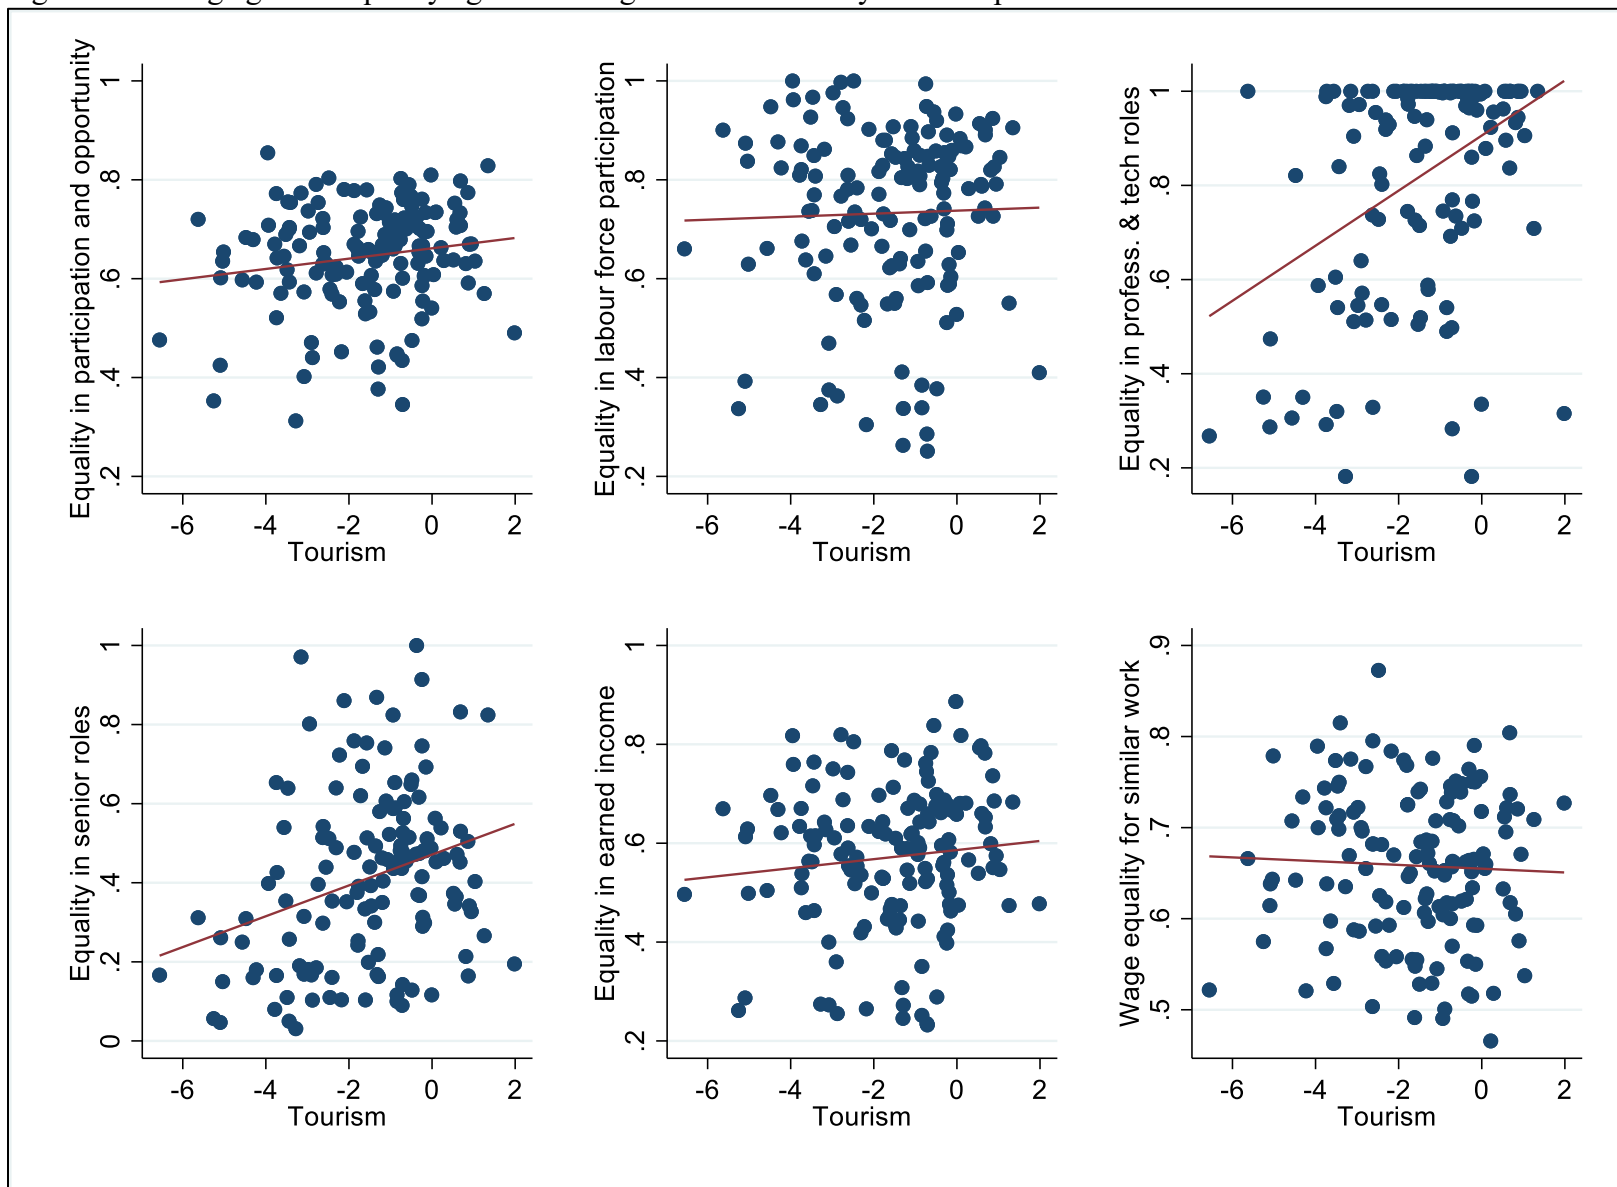 Equality in participation and opportunity
1
.8
.6
.4
.2
-6 -4 -2 0 2
Tourism
Equality in labour force participation
1
.8
.6
.4
.2
-6 -4 -2 0 2
Tourism
Equality in profess. & tech roles
1
.8
.6
.4
.2
-6 -4 -2 0 2
Tourism
Equality in senior roles
1
.8
.6
.4
.2
0
-6 -4 -2 0 2
Tourism
Equality in earned income
1
.8
.6
.4
.2
-6 -4 -2 0 2
Tourism
Wage equality for similar work
.9
.8
.7
.6
.5
-6 -4 -2 0 2
Tourism